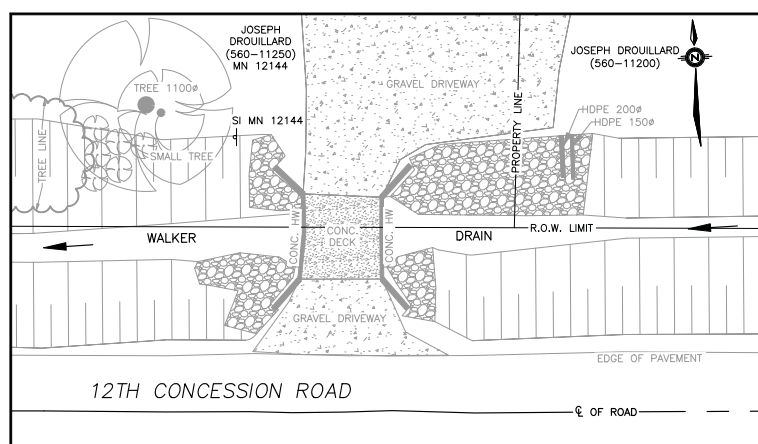 JOSEPH
DROUILLARD
(560-11250)
MN 12144
JOSEPH DROUILLARD
(560-11200)
N
TREE 1100ø
GRAVEL DRIVEWAY
PROPERTY LINE
HDPE 200ø
HDPE 150ø
SI MN 12144
TREE LINE
SMALL TREE
WALKER
CONC. HW
CONC.
DECK
CONC. HW
DRAIN
R.O.W. LIMIT
GRAVEL DRIVEWAY
EDGE OF PAVEMENT
12TH CONCESSION ROAD
℄ OF ROAD